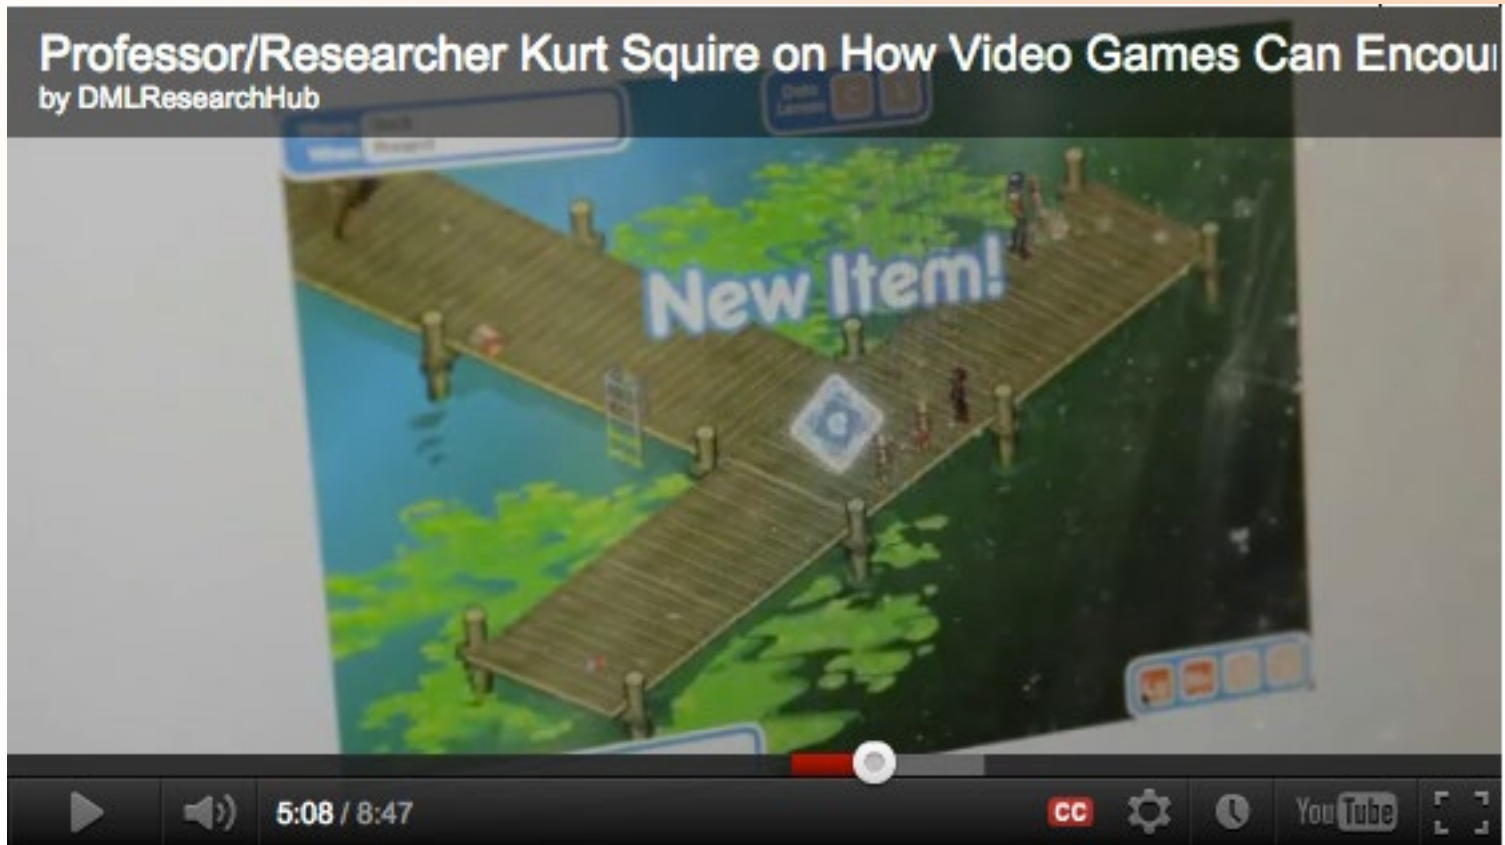 Professor/Researcher Kurt Squire on How Video Games Can Encour
by DMLResearchHub
New Item!
5:08 / 8:47
CC
YouTube